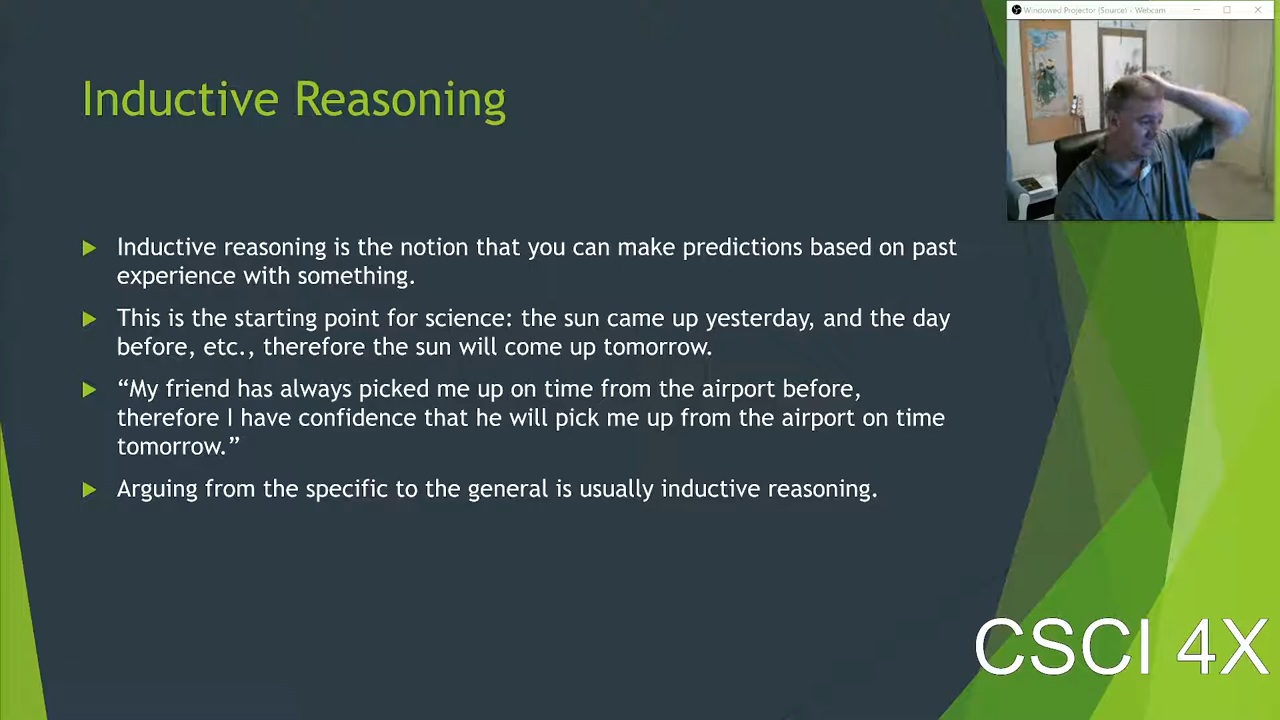 Windowed Projector (Source) - Webcam
Inductive Reasoning
Inductive reasoning is the notion that you can make predictions based on past
experience with something.
This is the starting point for science: the sun came up yesterday, and the day
before, etc., therefore the sun will come up tomorrow.
“My friend has always picked me up on time from the airport before,
therefore I have confidence that he will pick me up from the airport on time
tomorrow.”
Arguing from the specific to the general is usually inductive reasoning.
CSCI 4X